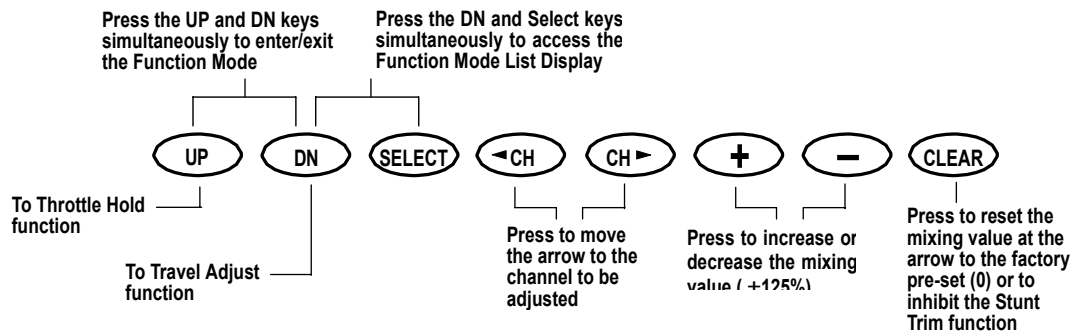 Press the UP and DN keys
simultaneously to enter/exit
the Function Mode
Press the DN and Select keys
simultaneously to access the
Function Mode List Display
UP
DN
SELECT
◄CH
CH►
+
−
CLEAR
To Throttle Hold
function
To Travel Adjust
function
Press to move
the arrow to the
channel to be
adjusted
Press to increase or
decrease the mixing
value ( +125%)
Press to reset the
mixing value at the
arrow to the factory
pre-set (0) or to
inhibit the Stunt
Trim function